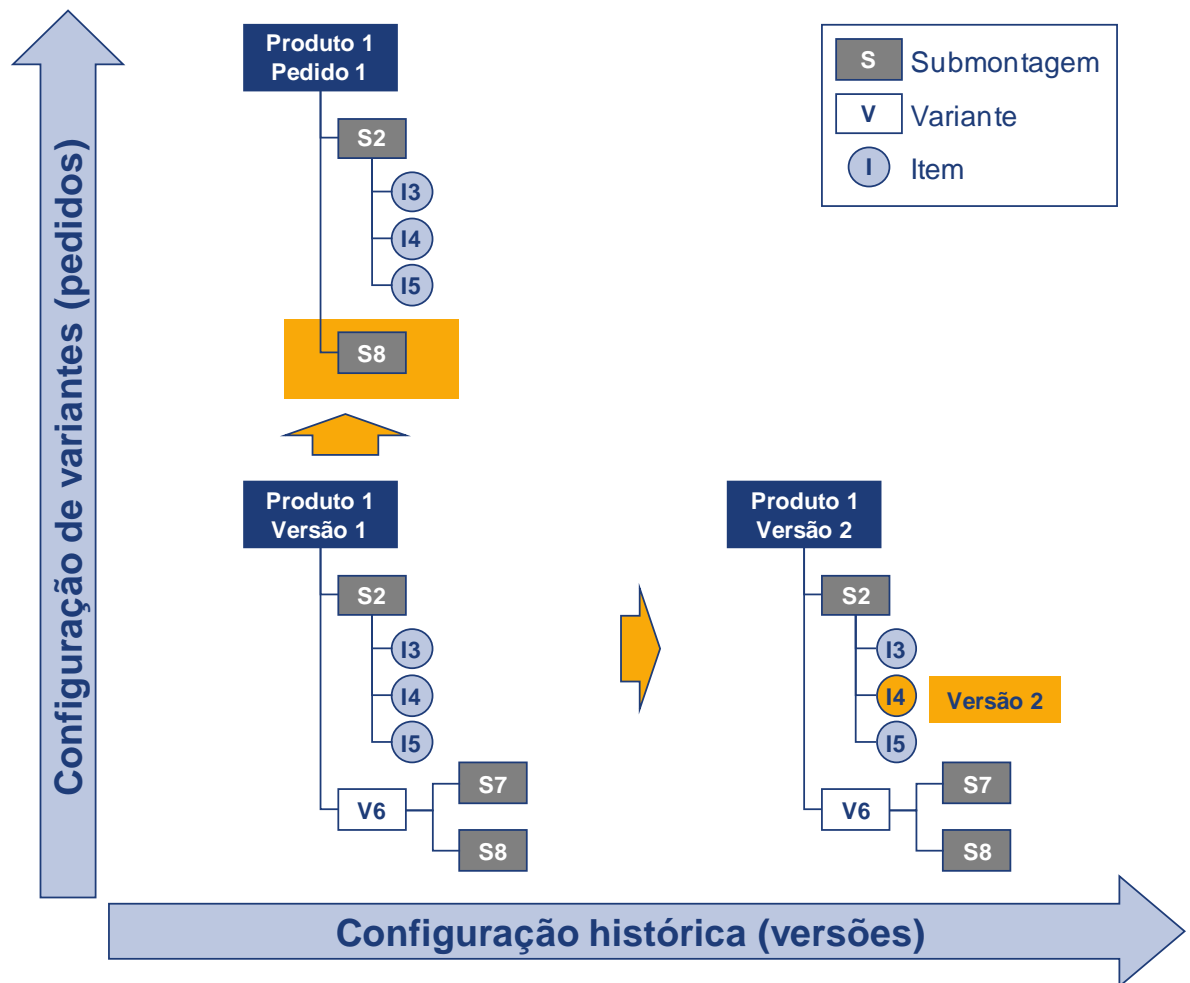 Produto 1
Pedido 1
S2
I3
I4
I5
S8
S Submontagem
V Variante
I Item
Configuração de variantes (pedidos)
Produto 1
Versão 1
S2
I3
I4
I5
V6
S7
S8
Produto 1
Versão 2
S2
I3
I4
Versão 2
I5
V6
S7
S8
Configuração histórica (versões)